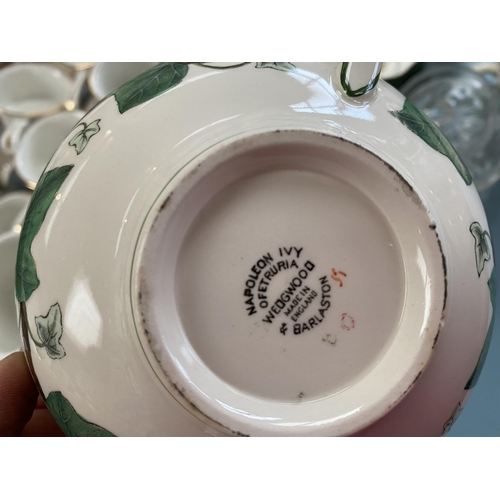 NAPOLEON IVY
OF ETRURIA
WEDGWOOD
MADE IN
ENGLAND
& BARLASTON